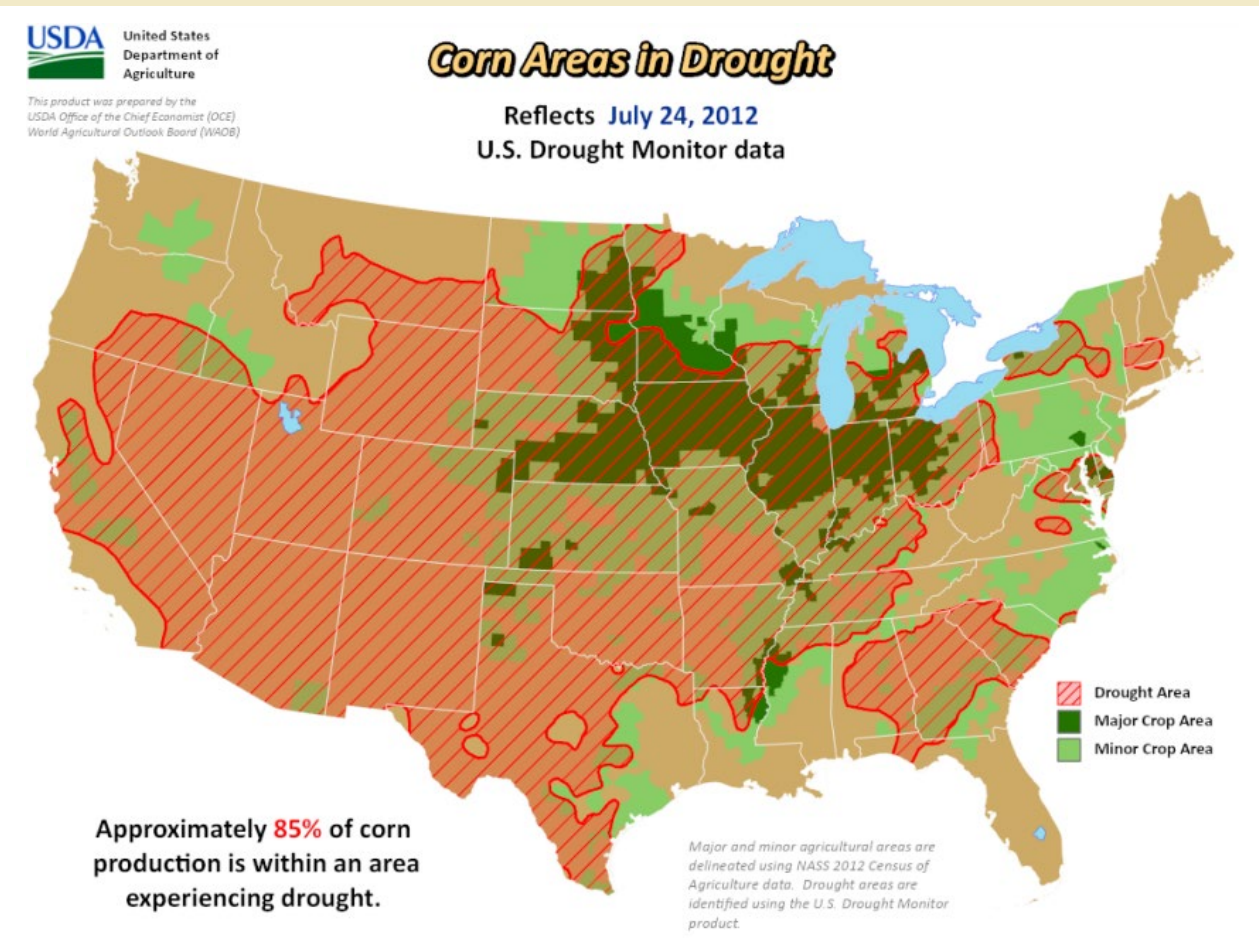 USDA
United States
Department of
Agriculture
This product was prepared by the
USDA Office of the Chief Economist (OCE)
World Agricultural Outlook Board (WAOB)
Corn Areas in Drought
Reflects July 24, 2012
U.S. Drought Monitor data
Drought Area
Major Crop Area
Minor Crop Area
Approximately 85% of corn
production is within an area
experiencing drought.
Major and minor agricultural areas are
delineated using NASS 2012 Census of
Agriculture data. Drought areas are
identified using the U.S. Drought Monitor
product.